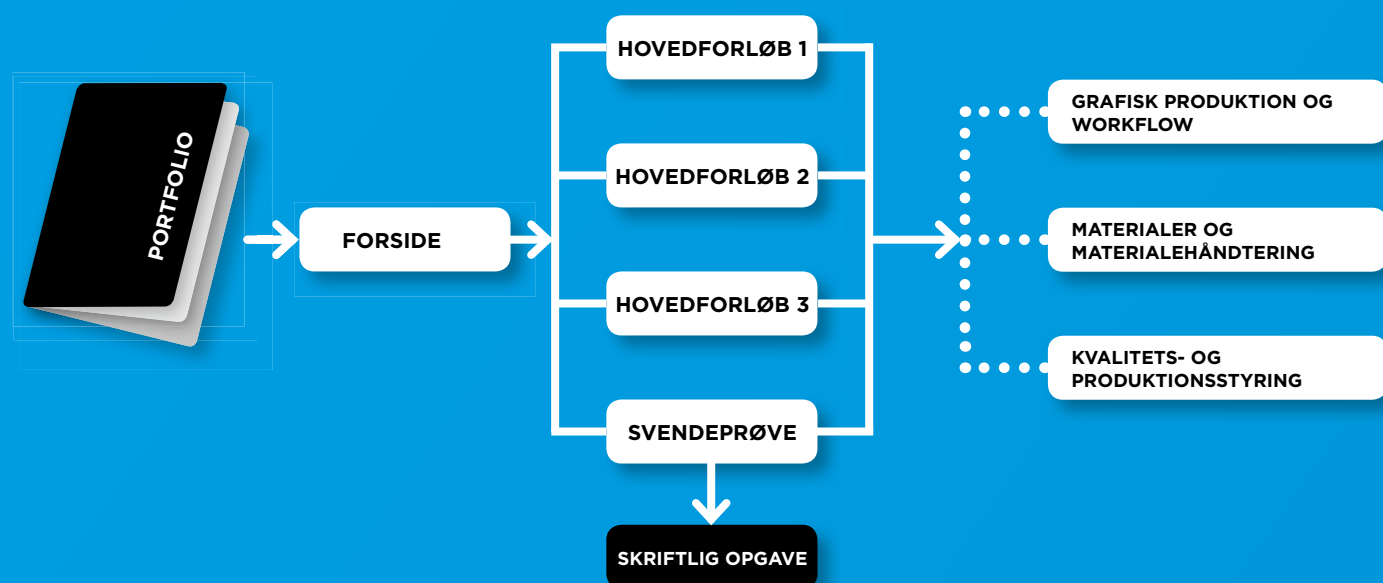 PORTFOLIO
FORSIDE
HOVEDFORLØB 1
HOVEDFORLØB 2
HOVEDFORLØB 3
SVENDEPRØVE
SKRIFTLIG OPGAVE
GRAFISK PRODUKTION OG
WORKFLOW
MATERIALER OG
MATERIALEHÅNDTERING
KVALITETS- OG
PRODUKTIONSSTYRING